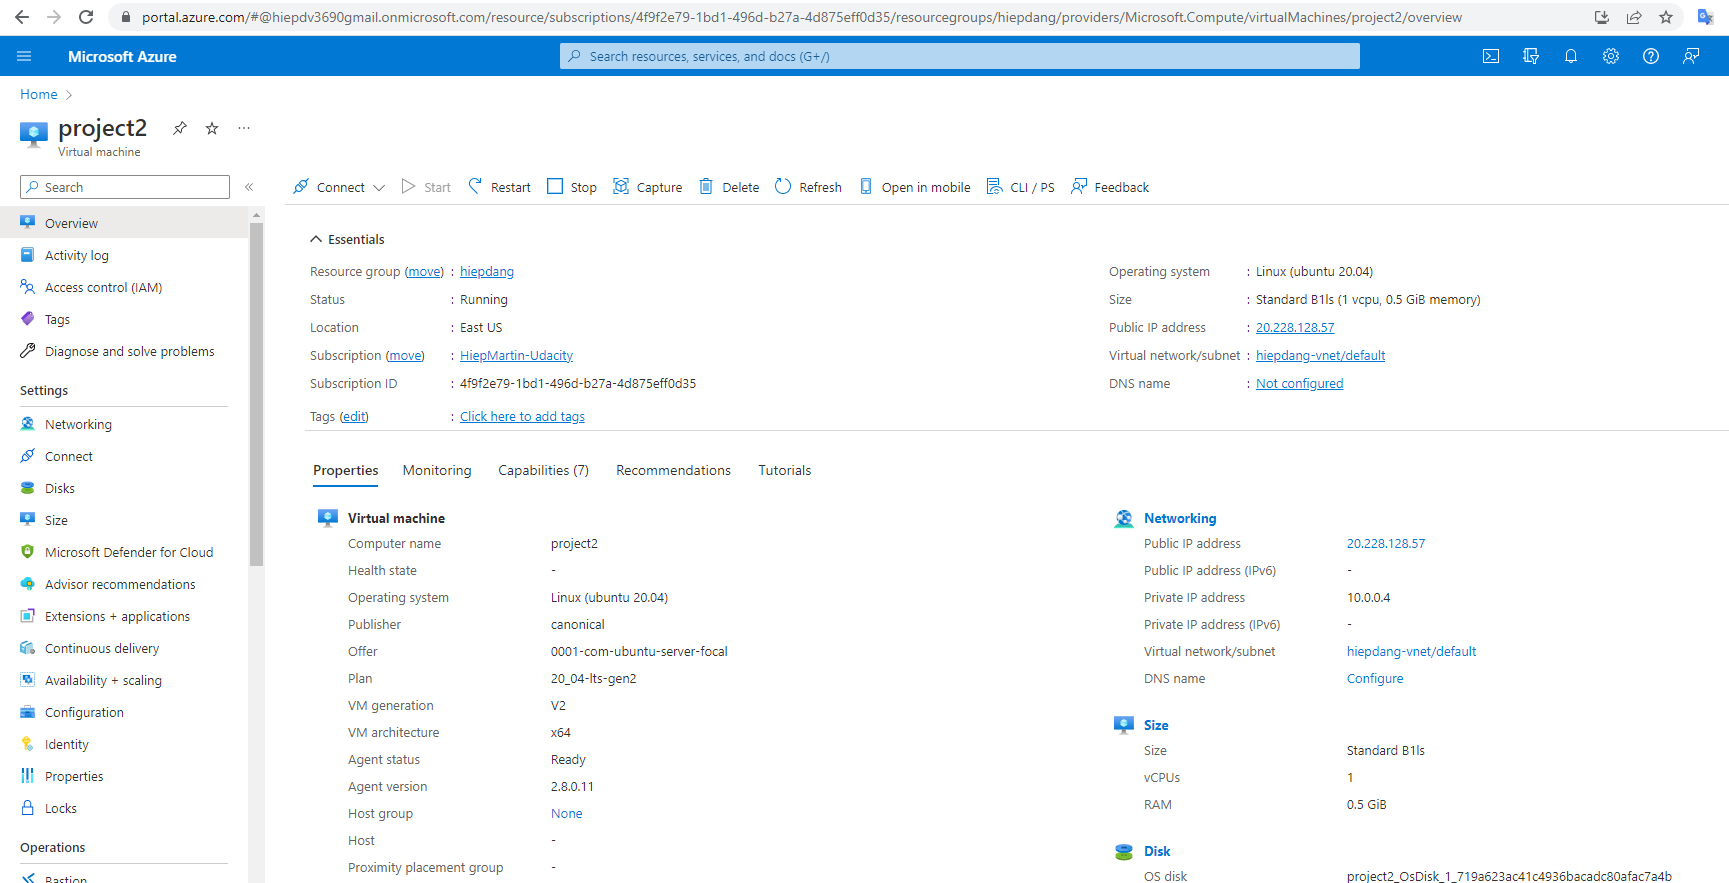 portal.azure.com/#@hiepdv3690gmail.onmicrosoft.com/resource/subscriptions/4f9f2e79-1bd1-496d-b27a-4d875eff0d35/resourcegroups/hiepdang/providers/Microsoft.Compute/virtualMachines/project2/overview
Microsoft Azure
Search resources, services, and docs (G+/)
Home
project2
Virtual machine
Search
Connect Start Restart Stop Capture Delete Refresh Open in mobile CLI / PS Feedback
Overview
Activity log
Access control (IAM)
Tags
Diagnose and solve problems
Settings
Networking
Connect
Disks
Size
Microsoft Defender for Cloud
Advisor recommendations
Extensions + applications
Continuous delivery
Availability + scaling
Configuration
Identity
Properties
Locks
Operations
Bastion
Essentials
Resource group (move) : hiepdang
Status : Running
Location : East US
Subscription (move) : HiepMartin-Udacity
Subscription ID : 4f9f2e79-1bd1-496d-b27a-4d875eff0d35
Tags (edit) : Click here to add tags
Operating system : Linux (ubuntu 20.04)
Size : Standard B1ls (1 vcpu, 0.5 GiB memory)
Public IP address : 20.228.128.57
Virtual network/subnet : hiepdang-vnet/default
DNS name : Not configured
Properties Monitoring Capabilities (7) Recommendations Tutorials
Virtual machine
Computer name project2
Health state -
Operating system Linux (ubuntu 20.04)
Publisher canonical
Offer 0001-com-ubuntu-server-focal
Plan 20_04-lts-gen2
VM generation V2
VM architecture x64
Agent status Ready
Agent version 2.8.0.11
Host group None
Host -
Proximity placement group -
Networking
Public IP address 20.228.128.57
Public IP address (IPv6) -
Private IP address 10.0.0.4
Private IP address (IPv6) -
Virtual network/subnet hiepdang-vnet/default
DNS name Configure
Size
Size Standard B1ls
vCPUs 1
RAM 0.5 GiB
Disk
OS disk project2_OsDisk_1_719a623ac41c4936bacadc80afac7a4b